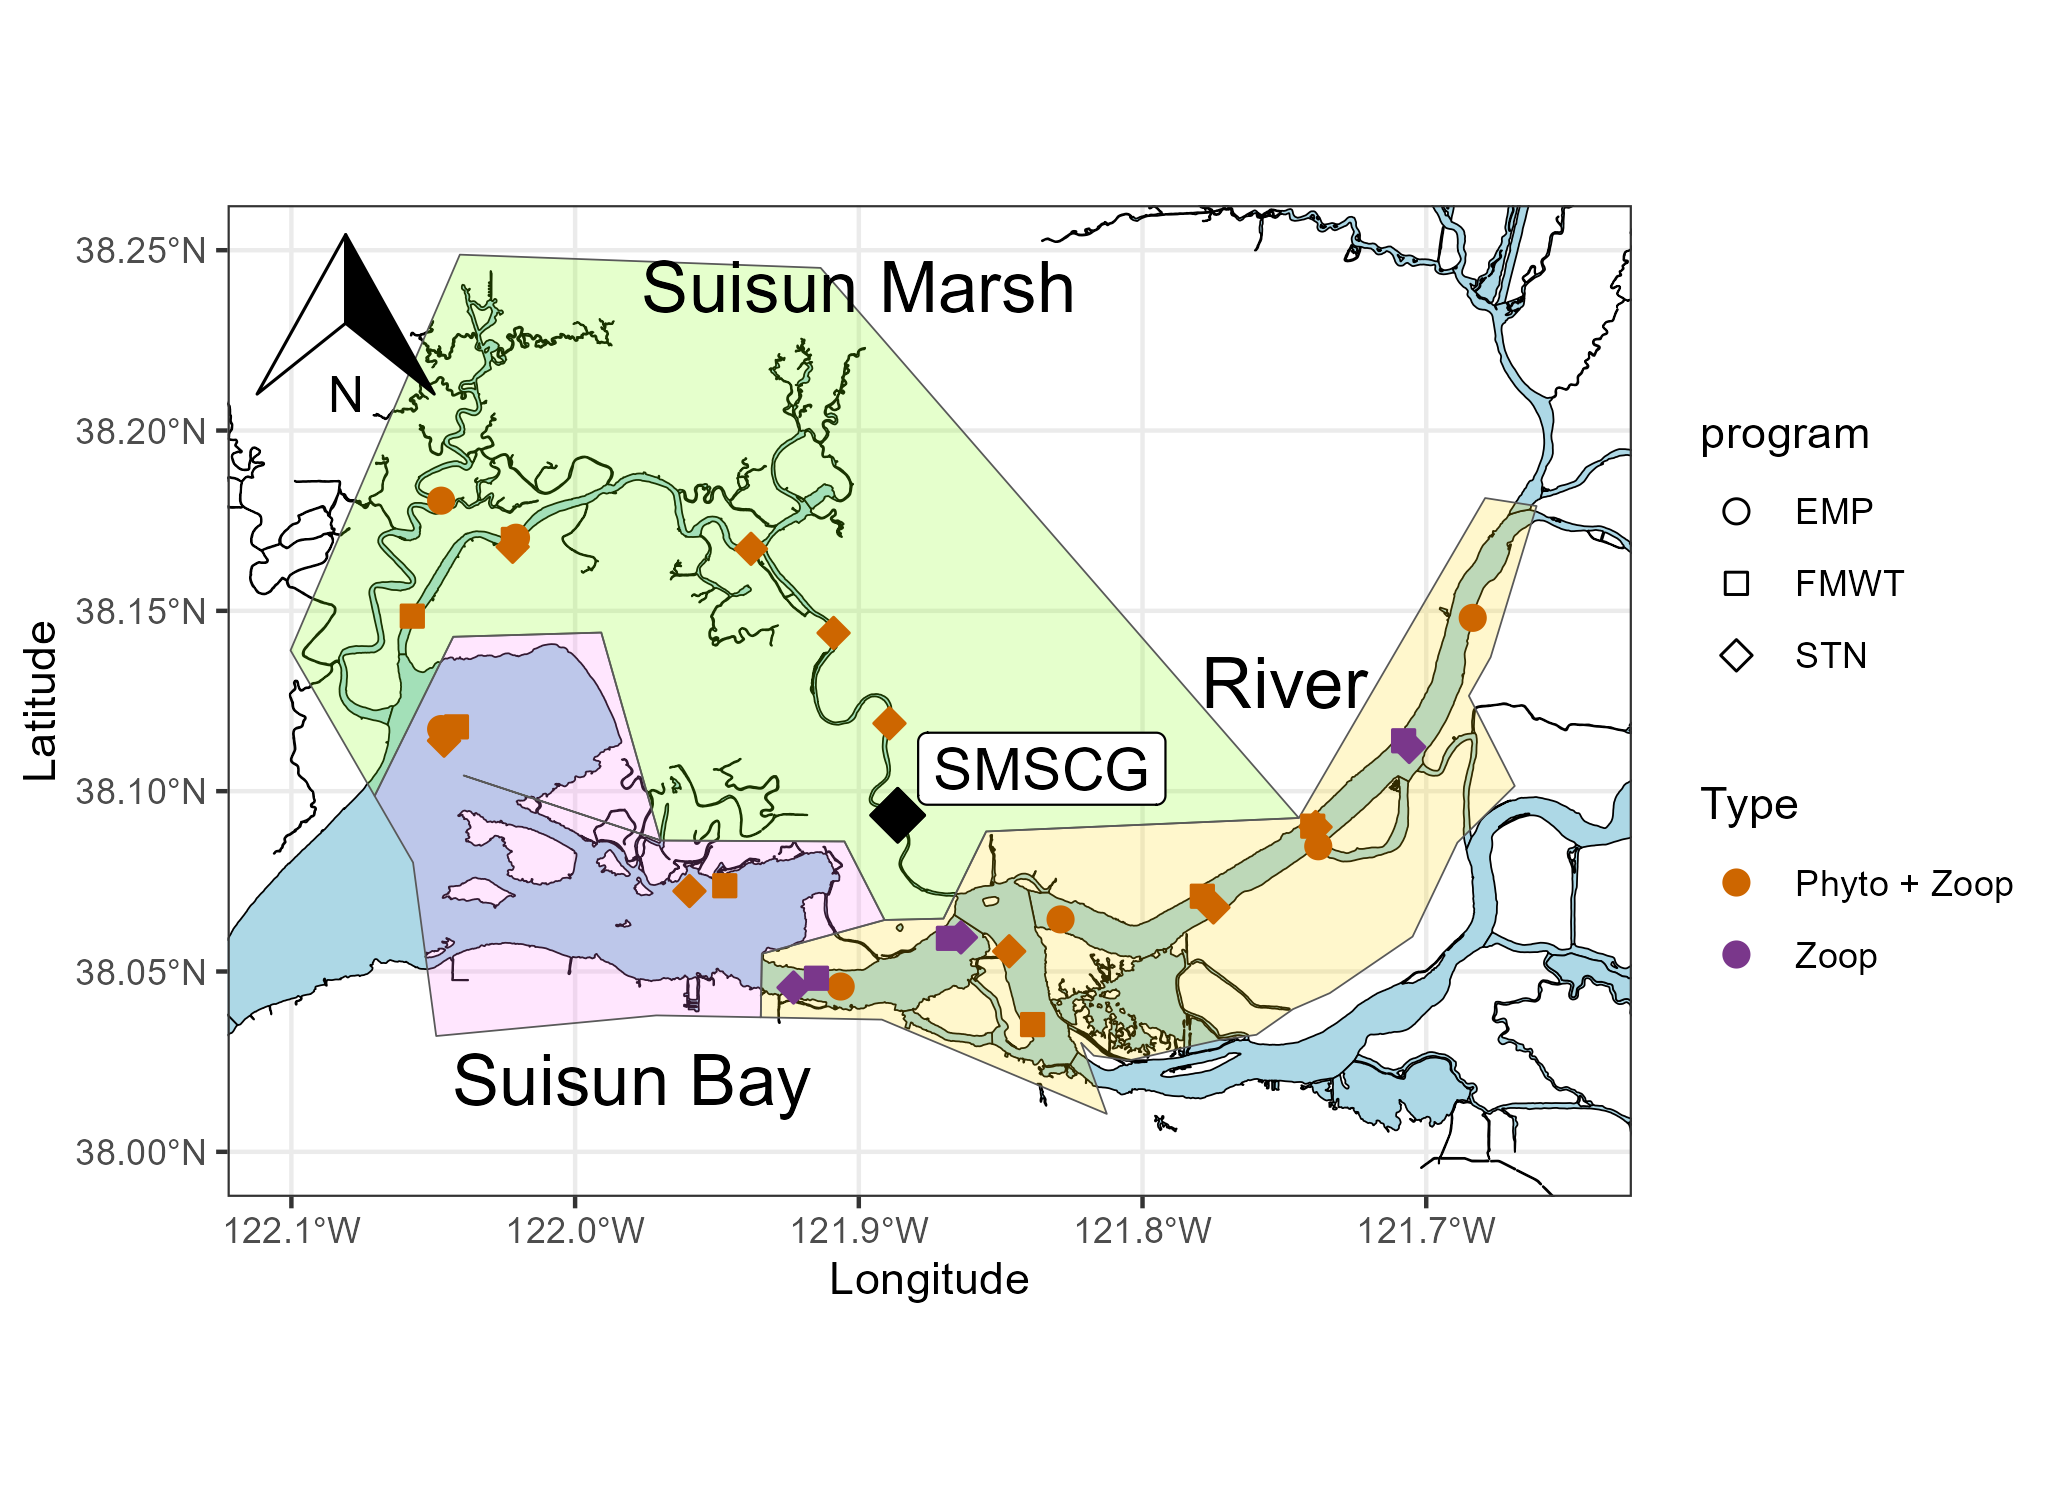 38.25°N
38.20°N
38.15°N
38.10°N
38.05°N
38.00°N
Latitude
N
Suisun Marsh
River
SMSCG
Suisun Bay
122.1°W
122.0°W
121.9°W
121.8°W
121.7°W
Longitude
program
EMP
FMWT
STN
Type
Phyto + Zoop
Zoop